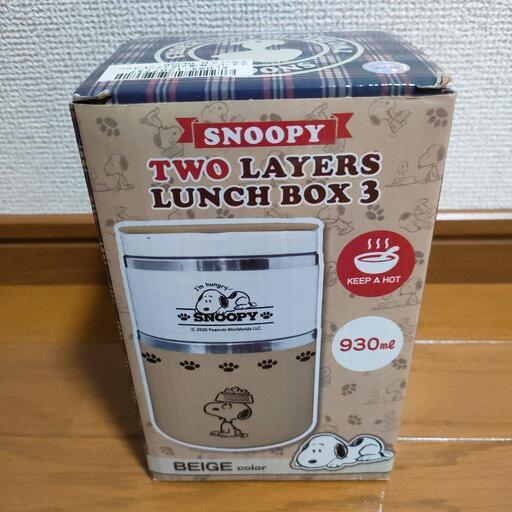 SNOOPY
TWO LAYERS
LUNCH BOX 3
KEEP A HOT
I'm hungry
SNOOPY
© 2020 Peanuts Worldwide LLC.
930ml
BEIGE color